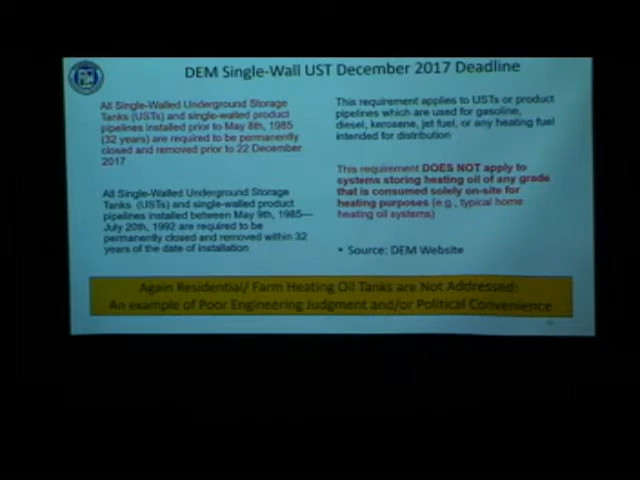 DEM Single-Wall UST December 2017 Deadline
All Single-Walled Underground Storage
Tanks (USTs) and single-walled product
pipelines installed prior to May 8th, 1985
(32 years) are required to be permanently
closed and removed prior to 22 December
2017
All Single-Walled Underground Storage
Tanks (USTs) and single-walled product
pipelines installed between May 9th, 1985—
July 20th, 1992 are required to be
permanently closed and removed within 32
years of the date of installation
This requirement applies to USTs or product
pipelines which are used for gasoline,
diesel, kerosene, jet fuel, or any heating fuel
intended for distribution
This requirement DOES NOT apply to
systems storing heating oil of any grade
that is consumed solely on-site for
heating purposes (e.g., typical home
heating oil systems)
• Source: DEM Website
Again Residential/ Farm Heating Oil Tanks are Not Addressed:
An example of Poor Engineering Judgment and/or Political Convenience